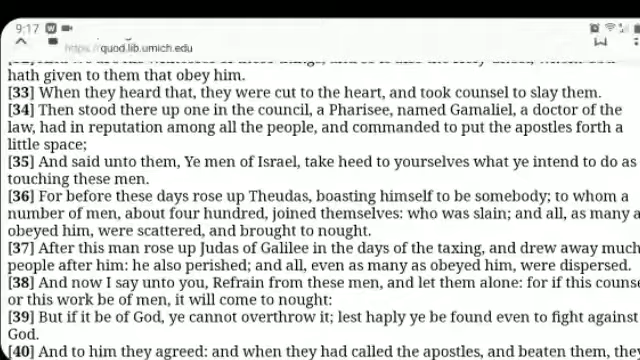 9:17
https://quod.lib.umich.edu
hath given to them that obey him.
[33] When they heard that, they were cut to the heart, and took counsel to slay them.
[34] Then stood there up one in the council, a Pharisee, named Gamaliel, a doctor of the
law, had in reputation among all the people, and commanded to put the apostles forth a
little space;
[35] And said unto them, Ye men of Israel, take heed to yourselves what ye intend to do as
touching these men.
[36] For before these days rose up Theudas, boasting himself to be somebody; to whom a
number of men, about four hundred, joined themselves: who was slain; and all, as many a
obeyed him, were scattered, and brought to nought.
[37] After this man rose up Judas of Galilee in the days of the taxing, and drew away much
people after him: he also perished; and all, even as many as obeyed him, were dispersed.
[38] And now I say unto you, Refrain from these men, and let them alone: for if this counse
or this work be of men, it will come to nought:
[39] But if it be of God, ye cannot overthrow it; lest haply ye be found even to fight against
God.
[40] And to him they agreed: and when they had called the apostles, and beaten them, they